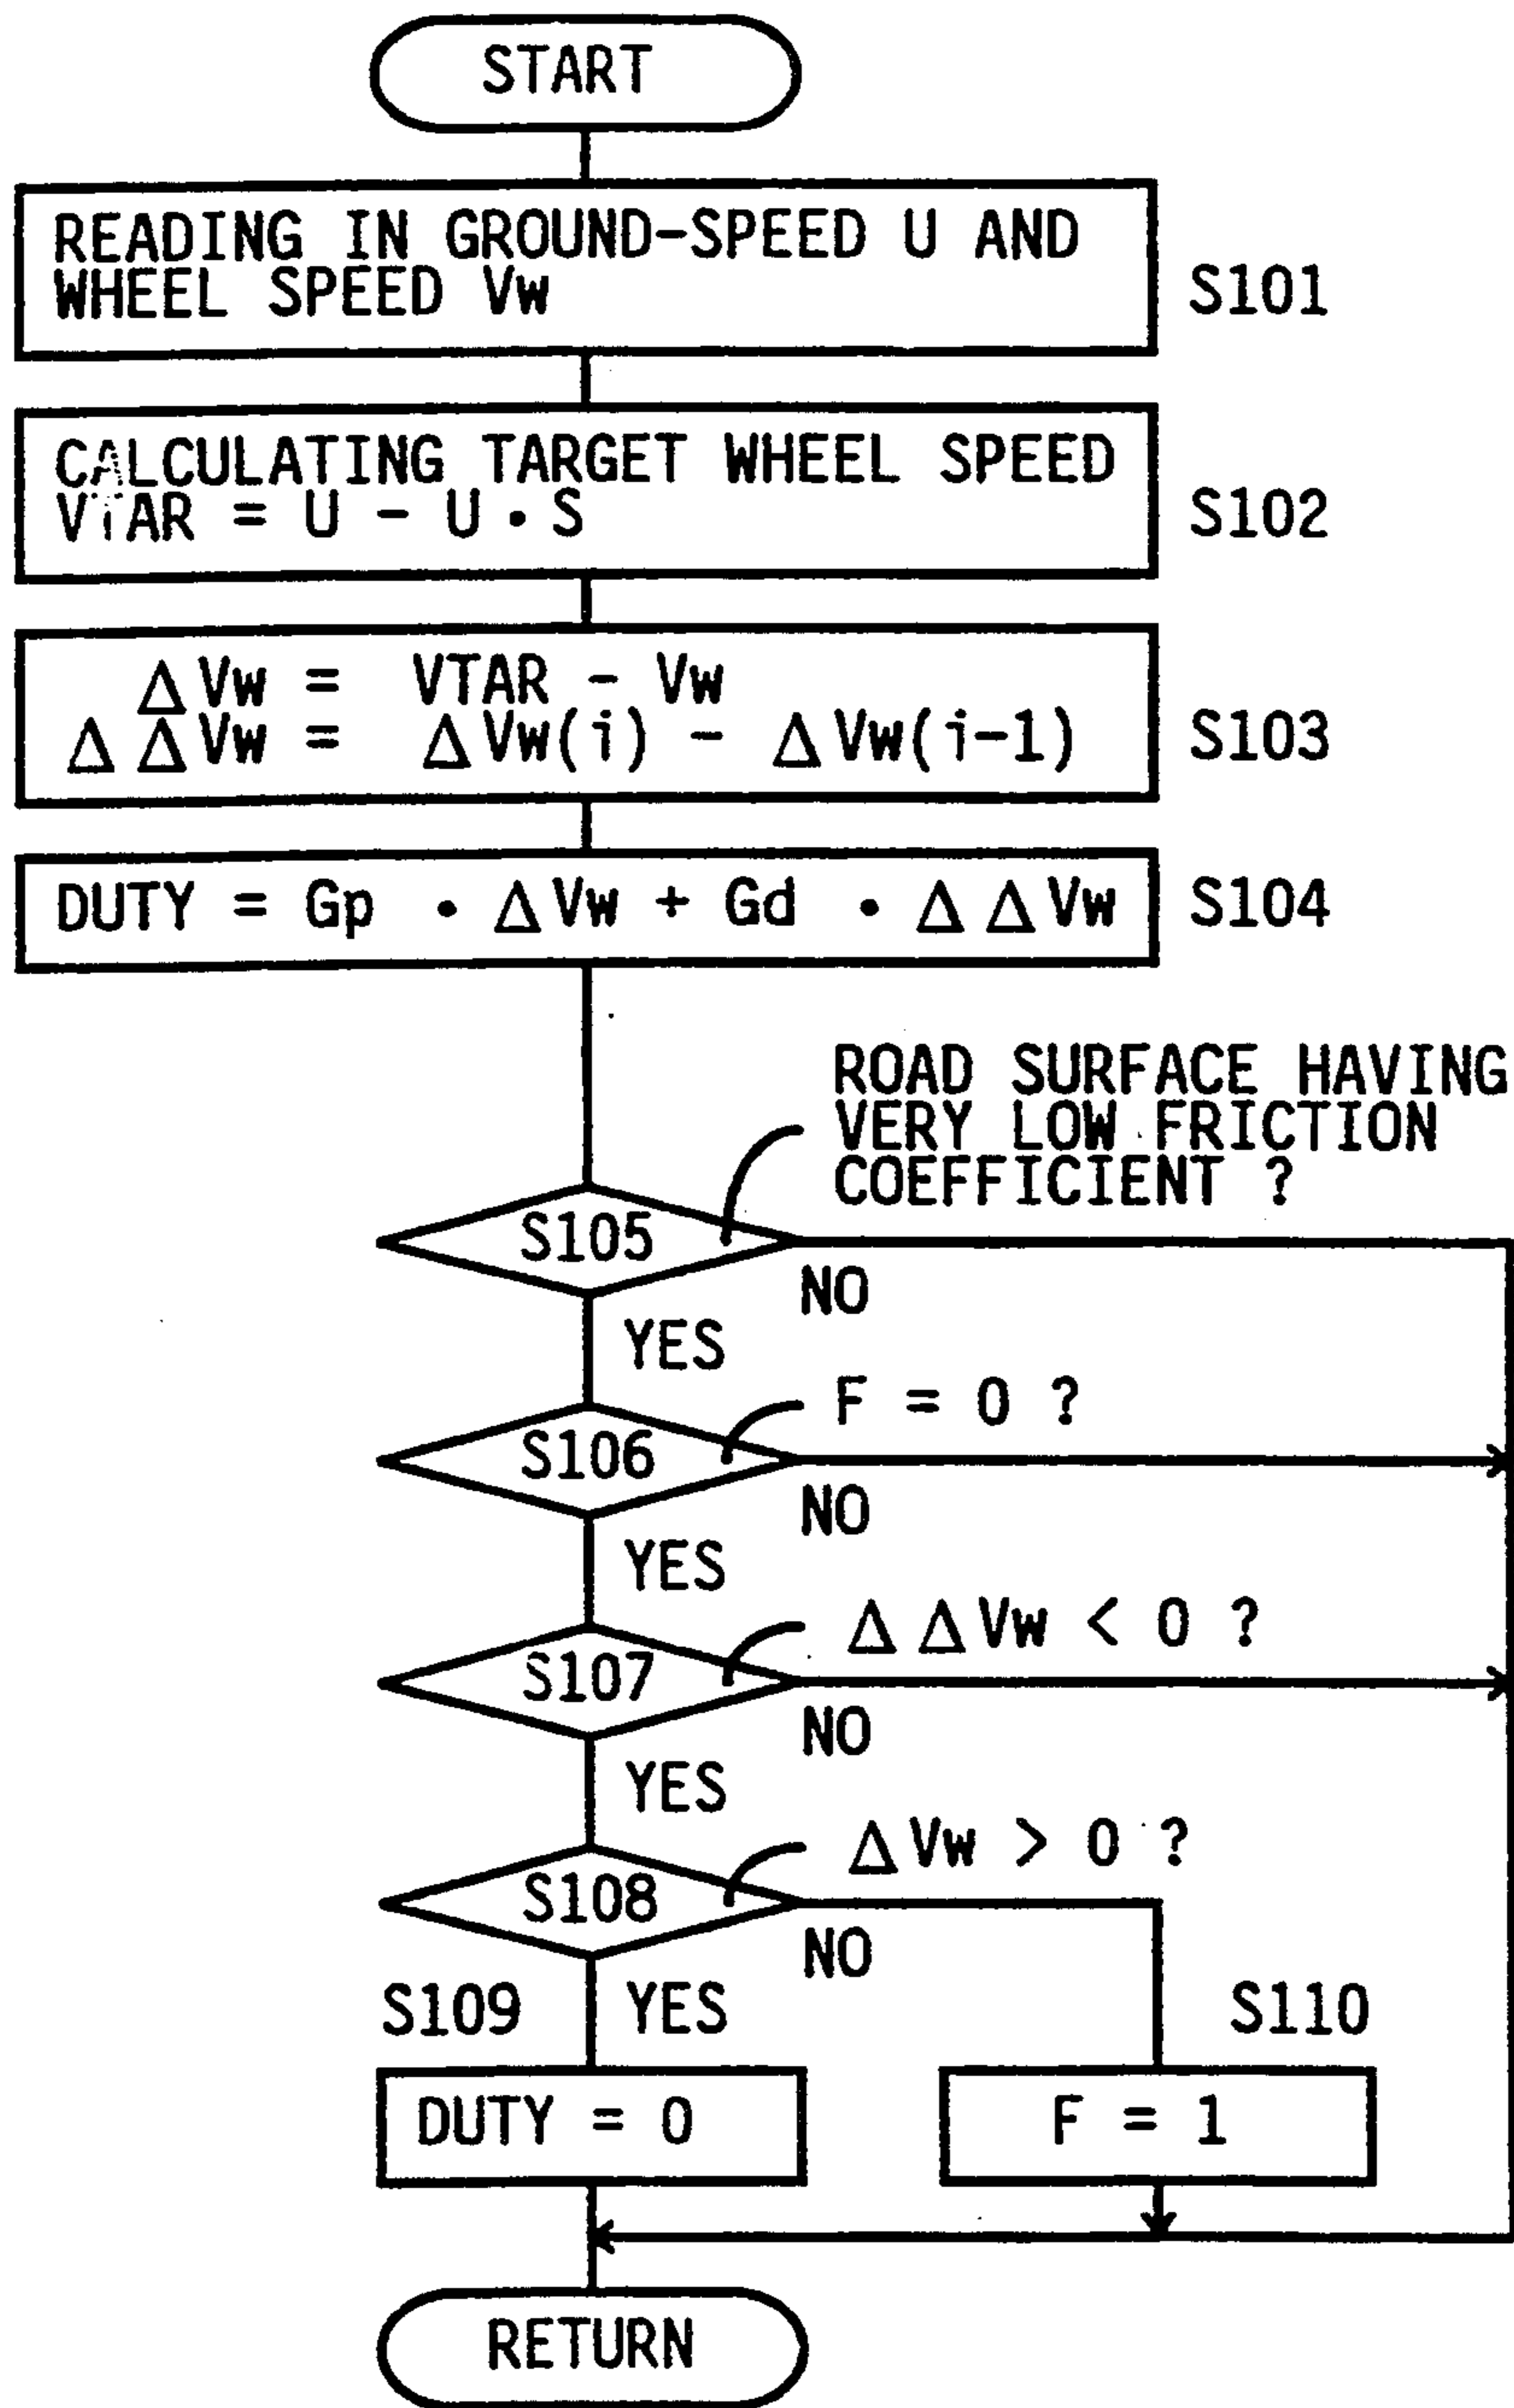 START
READING IN GROUND-SPEED U AND
WHEEL SPEED Vw
S101
CALCULATING TARGET WHEEL SPEED
VTAR = U - U · S
S102
ΔVw = VTAR - Vw
ΔΔVw = ΔVw(i) - ΔVw(i-1)
S103
DUTY = Gp · ΔVw + Gd · ΔΔVw
S104
ROAD SURFACE HAVING
VERY LOW FRICTION
COEFFICIENT ?
S105
NO
YES
F = 0 ?
S106
NO
YES
ΔΔVw < 0 ?
S107
NO
YES
ΔVw > 0 ?
S108
NO
S109
YES
S110
DUTY = 0
F = 1
RETURN